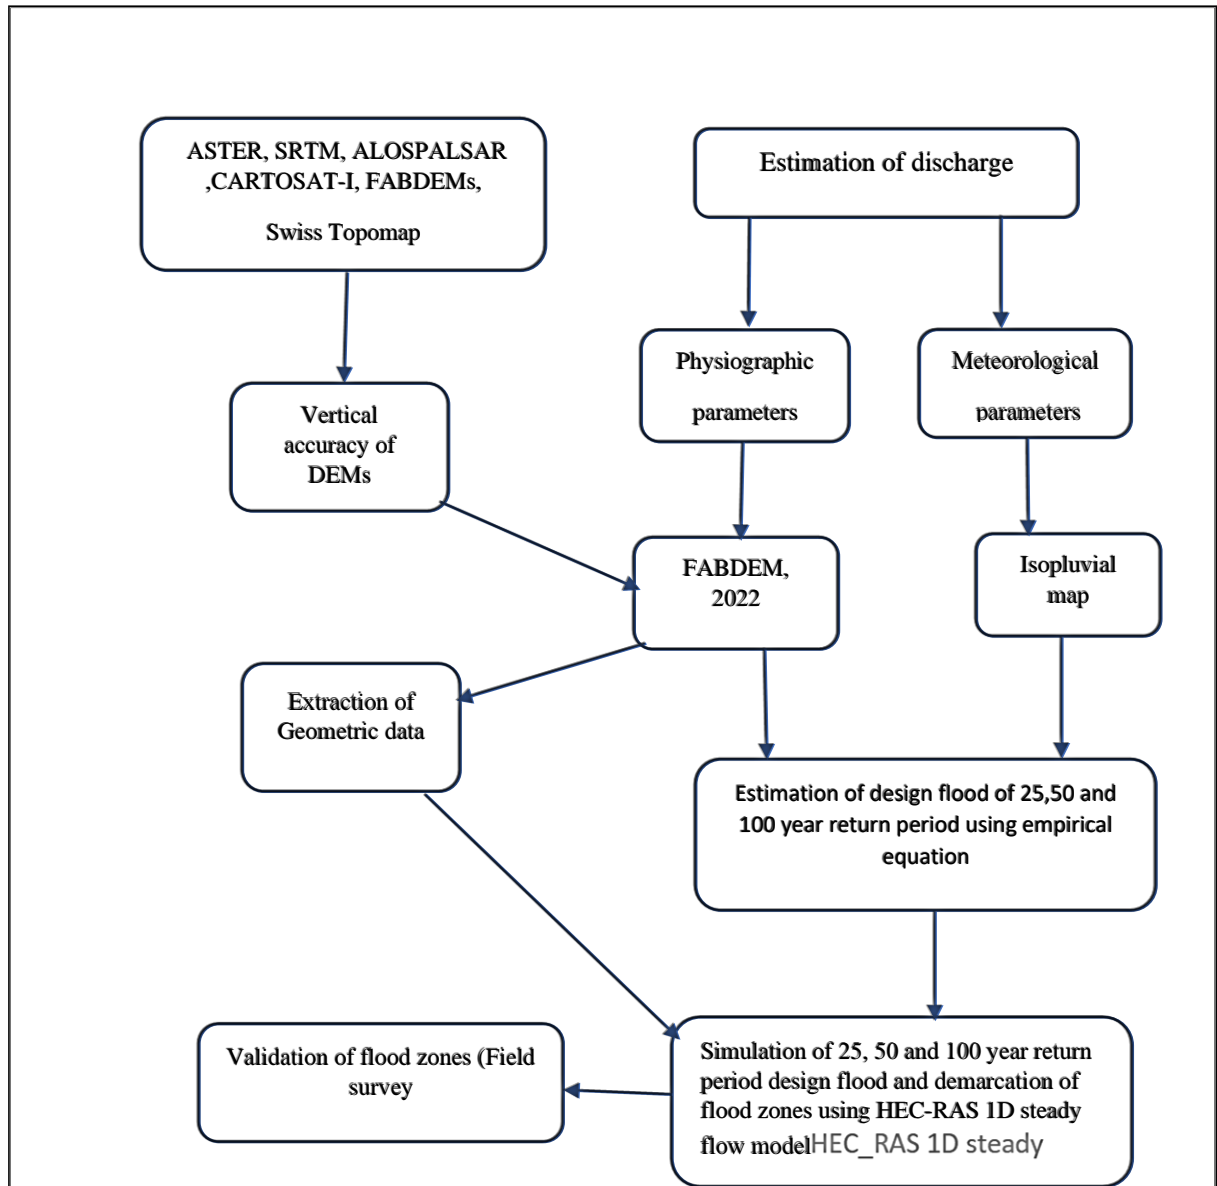 ASTER, SRTM, ALOSPALSAR
,CARTOSAT-I, FABDEMs,
Swiss Topomap
Estimation of discharge
Physiographic
parameters
Meteorological
parameters
Vertical
accuracy of
DEMs
FABDEM,
2022
Isopluvial
map
Extraction of
Geometric data
Estimation of design flood of 25,50 and
100 year return period using empirical
equation
Validation of flood zones (Field
survey
Simulation of 25, 50 and 100 year return
period design flood and demarcation of
flood zones using HEC-RAS 1D steady
flow modelHEC_RAS 1D steady